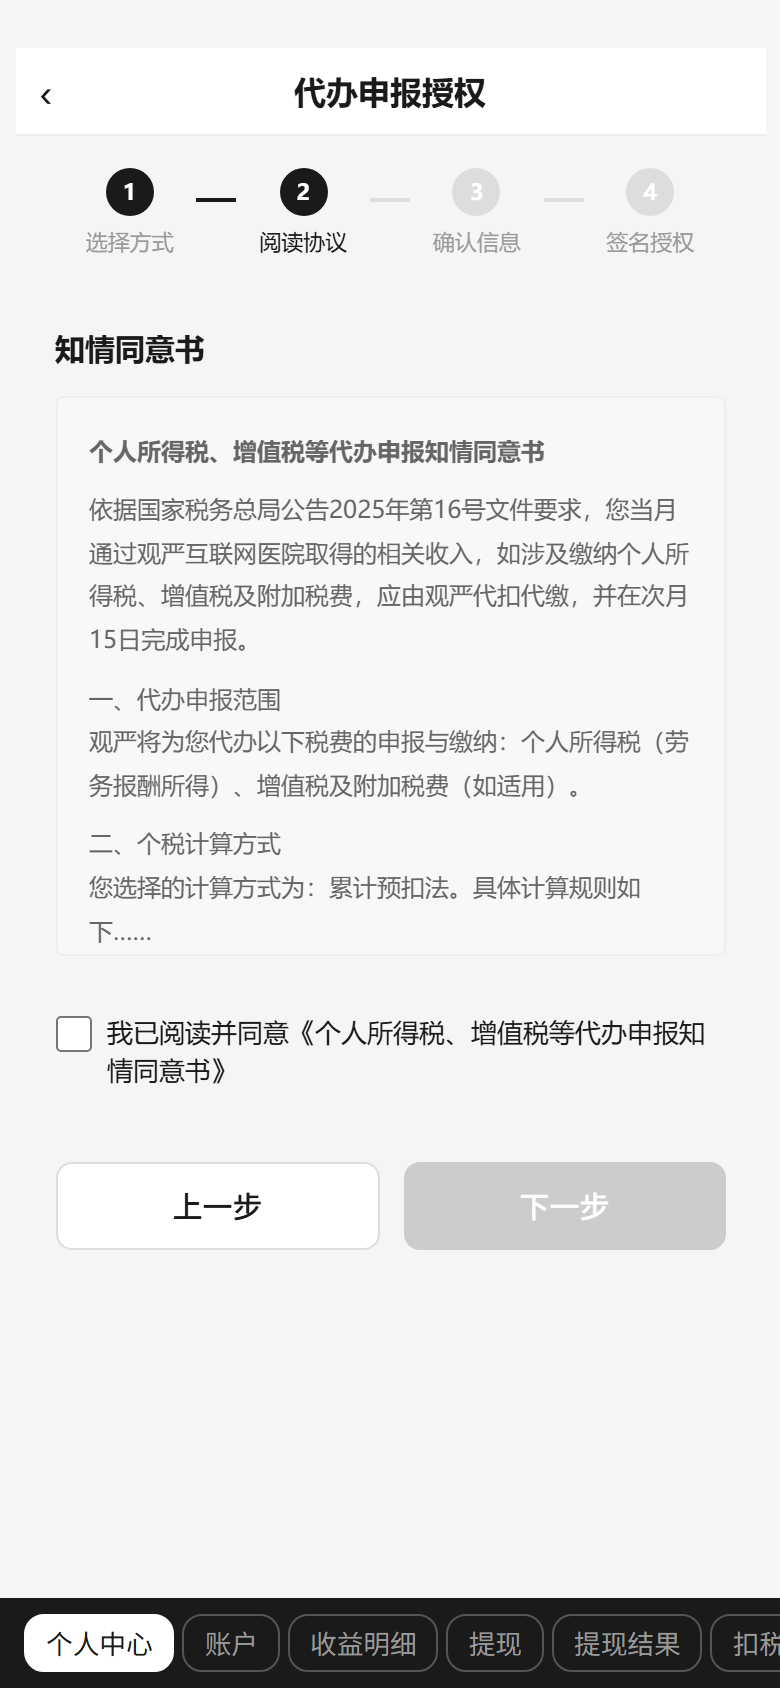 ‹
代办申报授权
1
2
3
4
选择方式
阅读协议
确认信息
签名授权
知情同意书
个人所得税、增值税等代办申报知情同意书
依据国家税务总局公告2025年第16号文件要求，您当月
通过观严互联网医院取得的相关收入，如涉及缴纳个人所
得税、增值税及附加税费，应由观严代扣代缴，并在次月
15日完成申报。
一、代办申报范围
观严将为您代办以下税费的申报与缴纳：个人所得税（劳
务报酬所得）、增值税及附加税费（如适用）。
二、个税计算方式
您选择的计算方式为：累计预扣法。具体计算规则如
下......
我已阅读并同意《个人所得税、增值税等代办申报知
情同意书》
上一步
下一步
个人中心
账户
收益明细
提现
提现结果
扣税